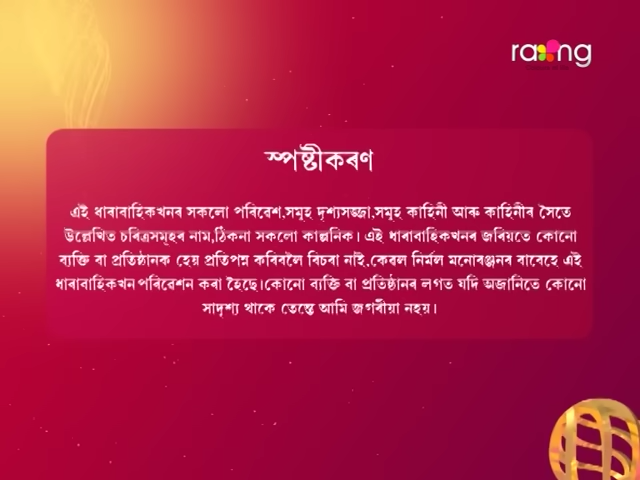 rang
স্পষ্টীকৰণ
এই ধাৰাবাহিকখনৰ সকলো পৰিৱেশ,সমূহ দৃশ্যসজ্জা,সমূহ কাহিনী আৰু কাহিনীৰ সৈতে
উল্লেখিত চৰিত্ৰসমূহৰ নাম,ঠিকনা সকলো কাল্পনিক। এই ধাৰাবাহিকখনৰ জৰিয়তে কোনো
ব্যক্তি বা প্ৰতিষ্ঠানক হেয় প্ৰতিপন্ন কৰিবলৈ বিচৰা নাই.কেৱল নিৰ্মল মনোৰঞ্জনৰ বাবেহে এই
ধাৰাবাহিকখন পৰিৱেশন কৰা হৈছে।কোনো ব্যক্তি বা প্ৰতিষ্ঠানৰ লগত যদি অজানিতে কোনো
সাদৃশ্য থাকে তেন্তে আমি জগৰীয়া নহয়।